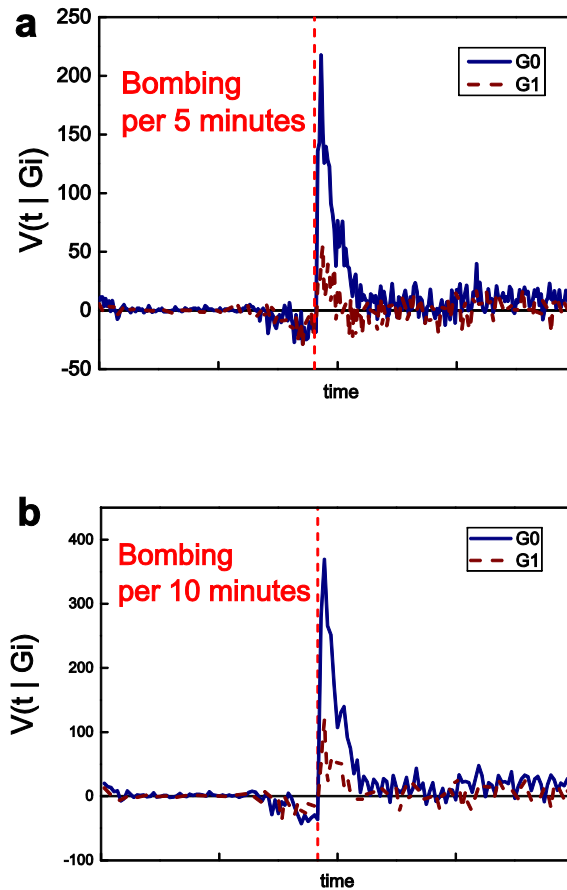 a
250
200
150
100
50
0
-50
V(t | Gi)
Bombing
per 5 minutes
G0
G1
time
b
400
300
200
100
0
-100
V(t | Gi)
Bombing
per 10 minutes
G0
G1
time